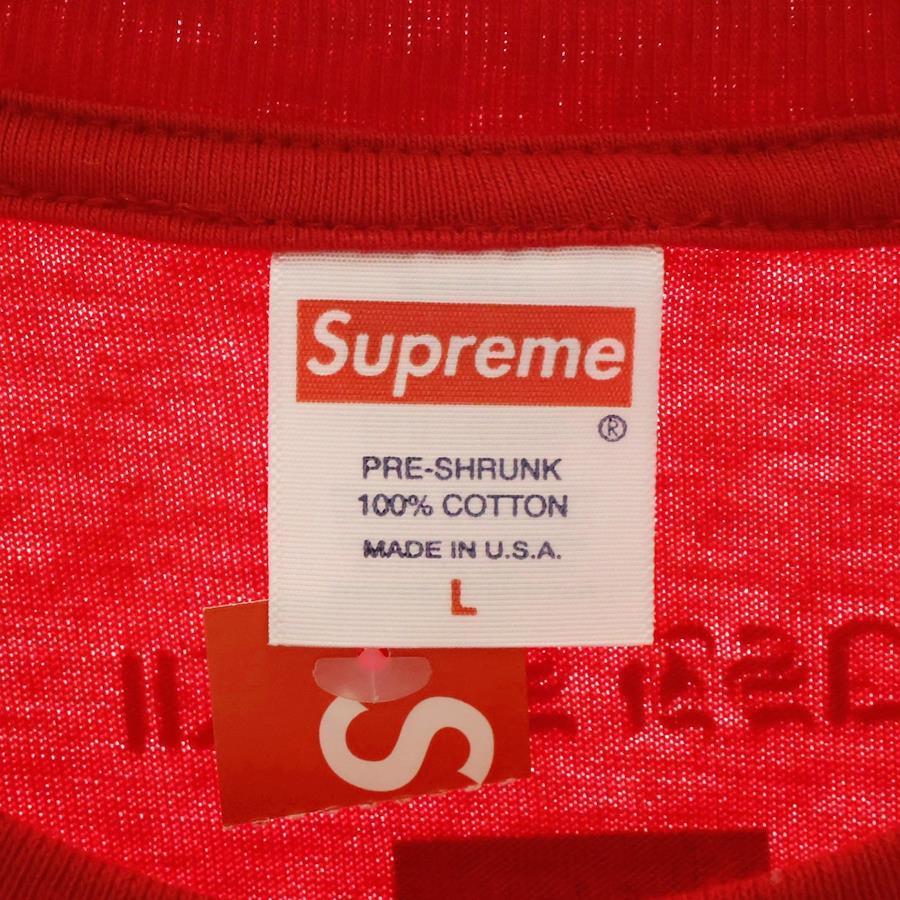 Supreme
®
PRE-SHRUNK
100% COTTON
MADE IN U.S.A.
L
S